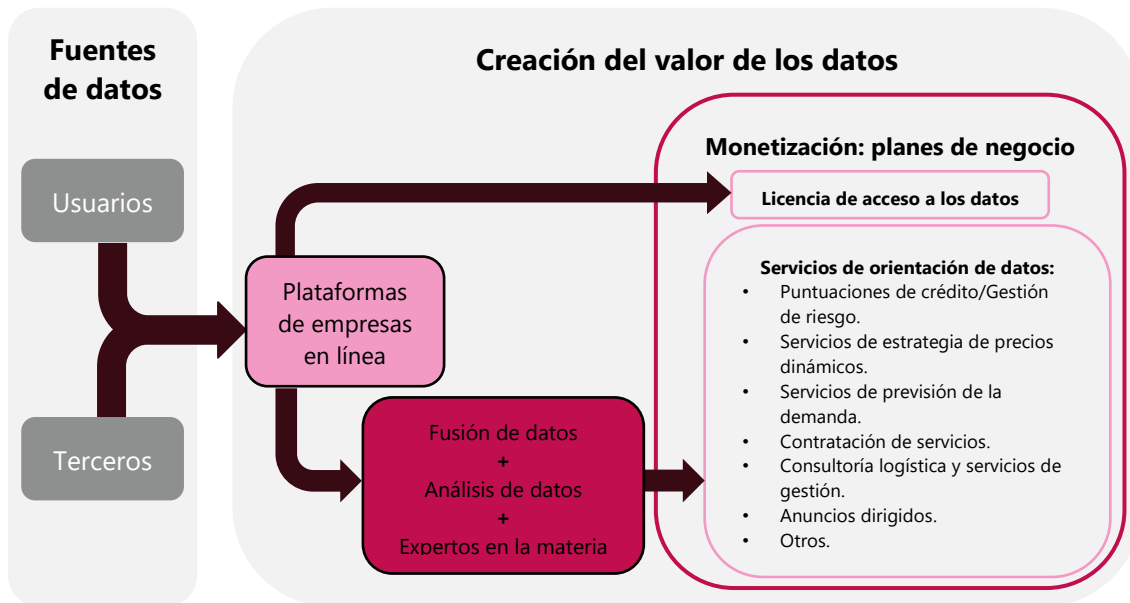 Fuentes
de datos
Usuarios
Terceros
Creación del valor de los datos
Plataformas
de empresas
en línea
Fusión de datos
+
Análisis de datos
+
Expertos en la materia
Monetización: planes de negocio
Licencia de acceso a los datos
Servicios de orientación de datos:
• Puntuaciones de crédito/Gestión
de riesgo.
• Servicios de estrategia de precios
dinámicos.
• Servicios de previsión de la
demanda.
• Contratación de servicios.
• Consultoría logística y servicios de
gestión.
• Anuncios dirigidos.
• Otros.